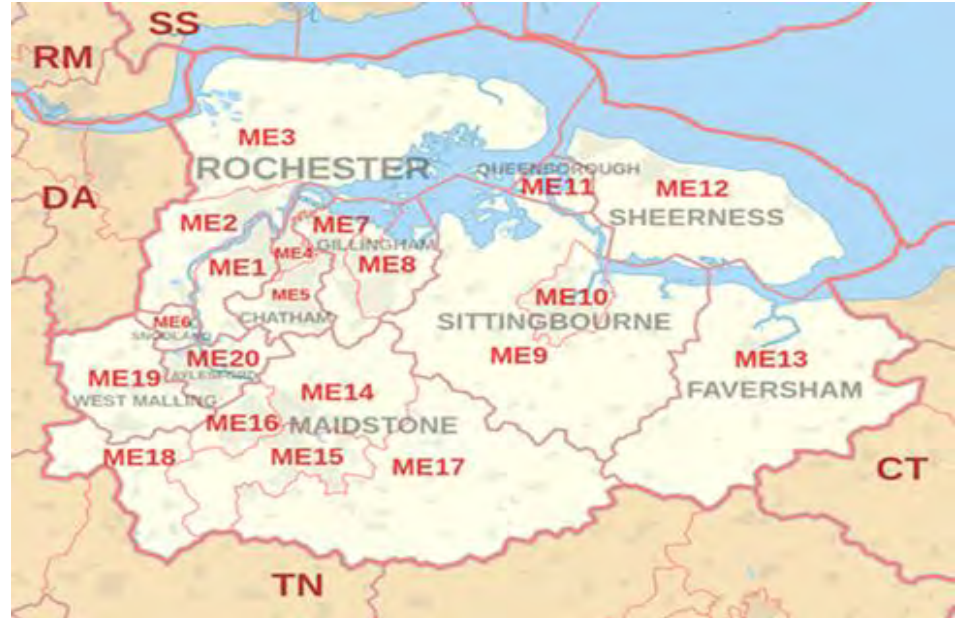 SS
RM
ME3
ROCHESTER
QUEENBOROUGH
DA
ME11
ME12
SHEERNESS
ME2
ME7
GILLINGHAM
ME4
ME1
ME8
ME5
CHATHAM
ME10
SITTINGBOURNE
ME6
SNODLAND
ME20
AYLESFORD
ME9
ME13
FAVERSHAM
ME19
WEST MALLING
ME14
ME16
MAIDSTONE
ME18
ME15
ME17
CT
TN